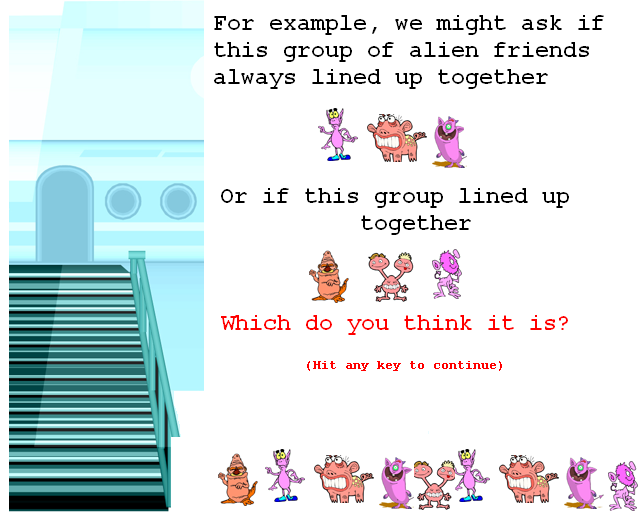 For example, we might ask if
this group of alien friends
always lined up together
Or if this group lined up
together
Which do you think it is?
(Hit any key to continue)